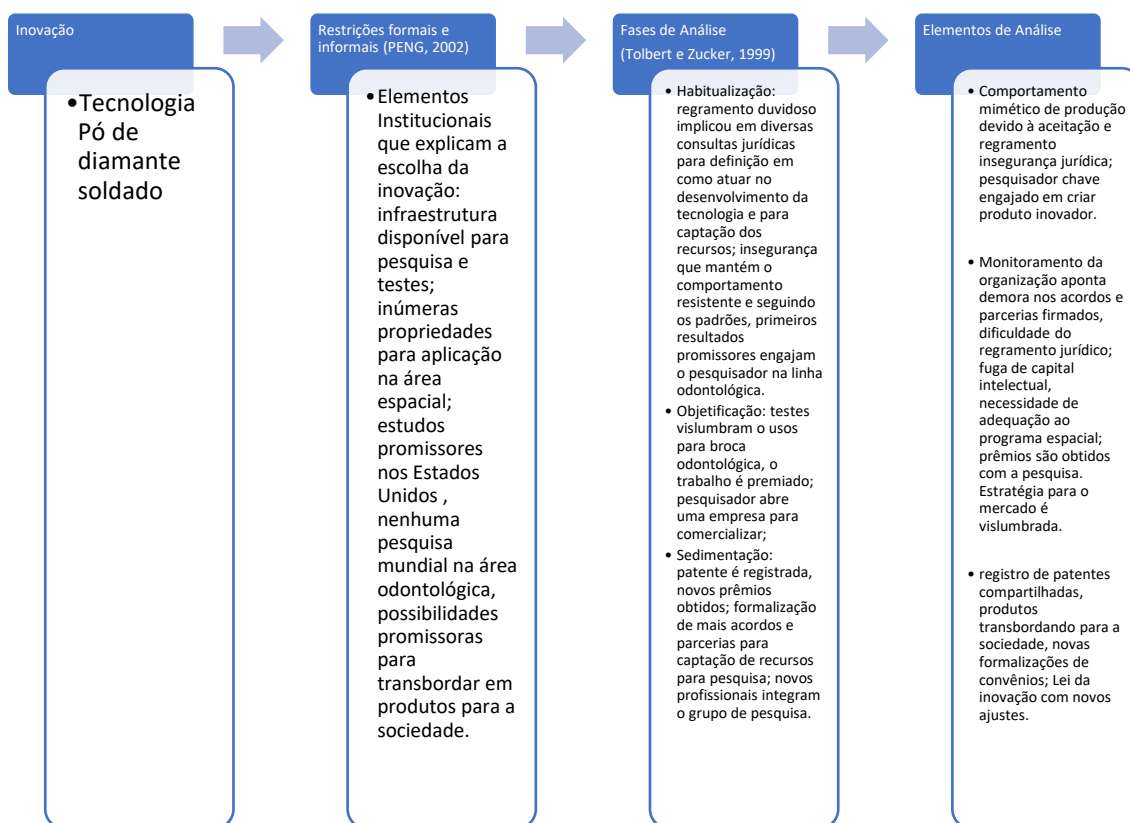 Inovação
•Tecnologia
Pó de
diamante
soldado
Restrições formais e
informais (PENG, 2002)
•Elementos
Institucionais
que explicam a
escolha da
inovação:
infraestrutura
disponível para
pesquisa e
testes;
inúmeras
propriedades
para aplicação
na área
espacial;
estudos
promissores
nos Estados
Unidos ,
nenhuma
pesquisa
mundial na área
odontológica,
possibilidades
promissoras
para
transbordar em
produtos para a
sociedade.
Fases de Análise
(Tolbert e Zucker, 1999)
• Habitualização:
regramento duvidoso
implicou em diversas
consultas jurídicas
para definição em
como atuar no
desenvolvimento da
tecnologia e para
captação dos
recursos; insegurança
que mantém o
comportamento
resistente e seguindo
os padrões, primeiros
resultados
promissores engajam
o pesquisador na linha
odontológica.
• Objetificação: testes
vislumbram o usos
para broca
odontológica, o
trabalho é premiado;
pesquisador abre
uma empresa para
comercializar;
• Sedimentação:
patente é registrada,
novos prêmios
obtidos; formalização
de mais acordos e
parcerias para
captação de recursos
para pesquisa; novos
profissionais integram
o grupo de pesquisa.
Elementos de Análise
• Comportamento
mimético de produção
devido à aceitação e
regramento
insegurança jurídica;
pesquisador chave
engajado em criar
produto inovador.
• Monitoramento da
organização aponta
demora nos acordos e
parcerias firmados,
dificuldade do
regramento jurídico;
fuga de capital
intelectual,
necessidade de
adequação ao
programa espacial;
prêmios são obtidos
com a pesquisa.
Estratégia para o
mercado é
vislumbrada.
• registro de patentes
compartilhadas,
produtos
transbordando para a
sociedade, novas
formalizações de
convênios; Lei da
inovação com novos
ajustes.